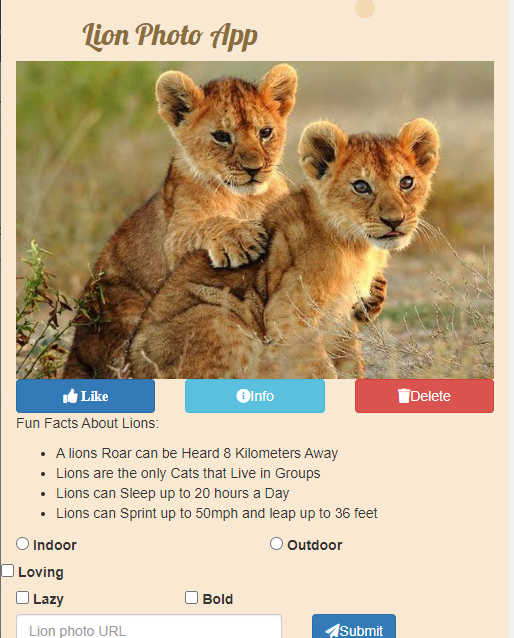 Lion Photo App
Like Info Delete
Fun Facts About Lions:
A lions Roar can be Heard 8 Kilometers Away
Lions are the only Cats that Live in Groups
Lions can Sleep up to 20 hours a Day
Lions can Sprint up to 50mph and leap up to 36 feet
Indoor Outdoor
Loving
Lazy Bold
Lion photo URL Submit